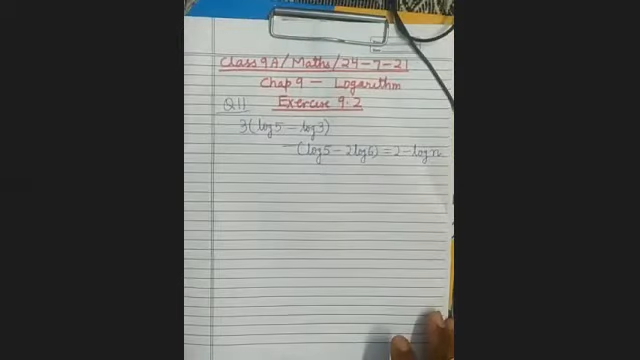 Class 9A/Maths/24-7-21
Chap 9 - Logarithm
Exercise 9.2
Q11
3(log5 - log3)
-(log5 - 2log6) = 2 - logn